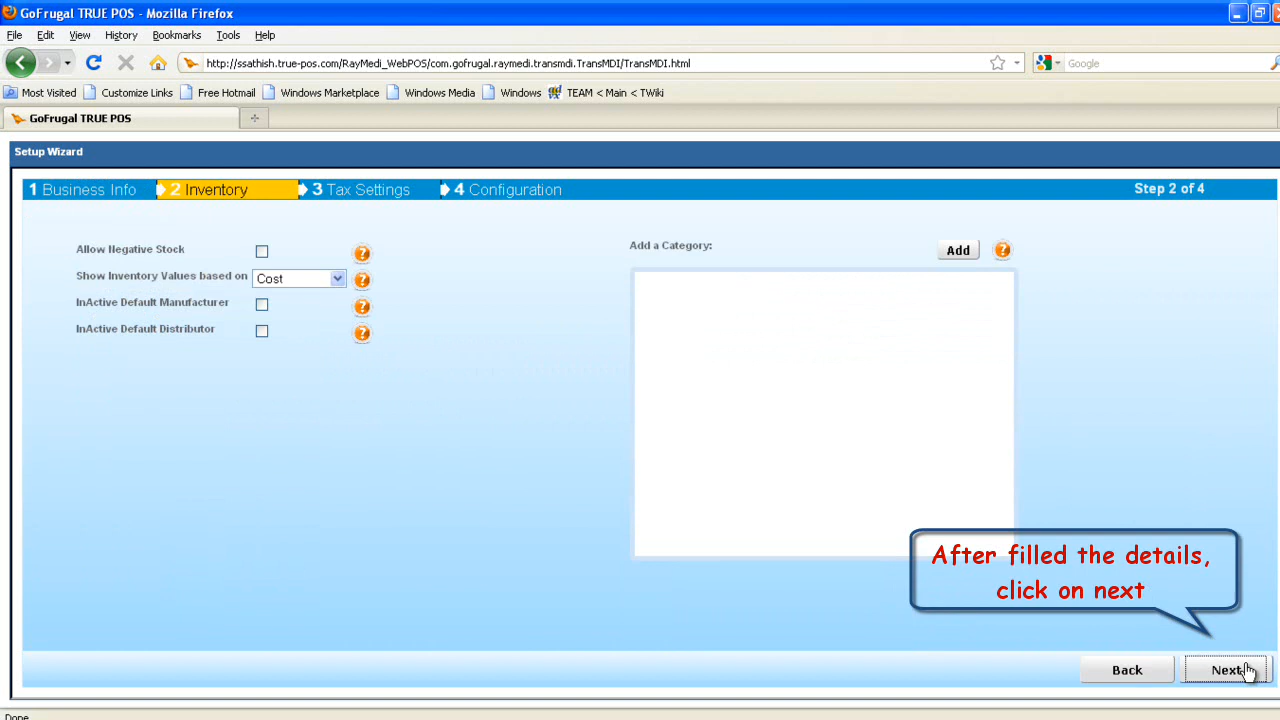 GoFrugal TRUE POS - Mozilla Firefox
File Edit View History Bookmarks Tools Help
http://ssathish.true-pos.com/RayMedi_WebPOS/com.gofrugal.raymedi.transmdi.TransMDI/TransMDI.html
Google
Most Visited Customize Links Free Hotmail Windows Marketplace Windows Media Windows TEAM < Main < TWiki
GoFrugal TRUE POS
Setup Wizard
1 Business Info 2 Inventory 3 Tax Settings 4 Configuration Step 2 of 4
Allow Negative Stock
Show Inventory Values based on Cost
InActive Default Manufacturer
InActive Default Distributor
Add a Category: Add
After filled the details,
click on next
Back Next
Done